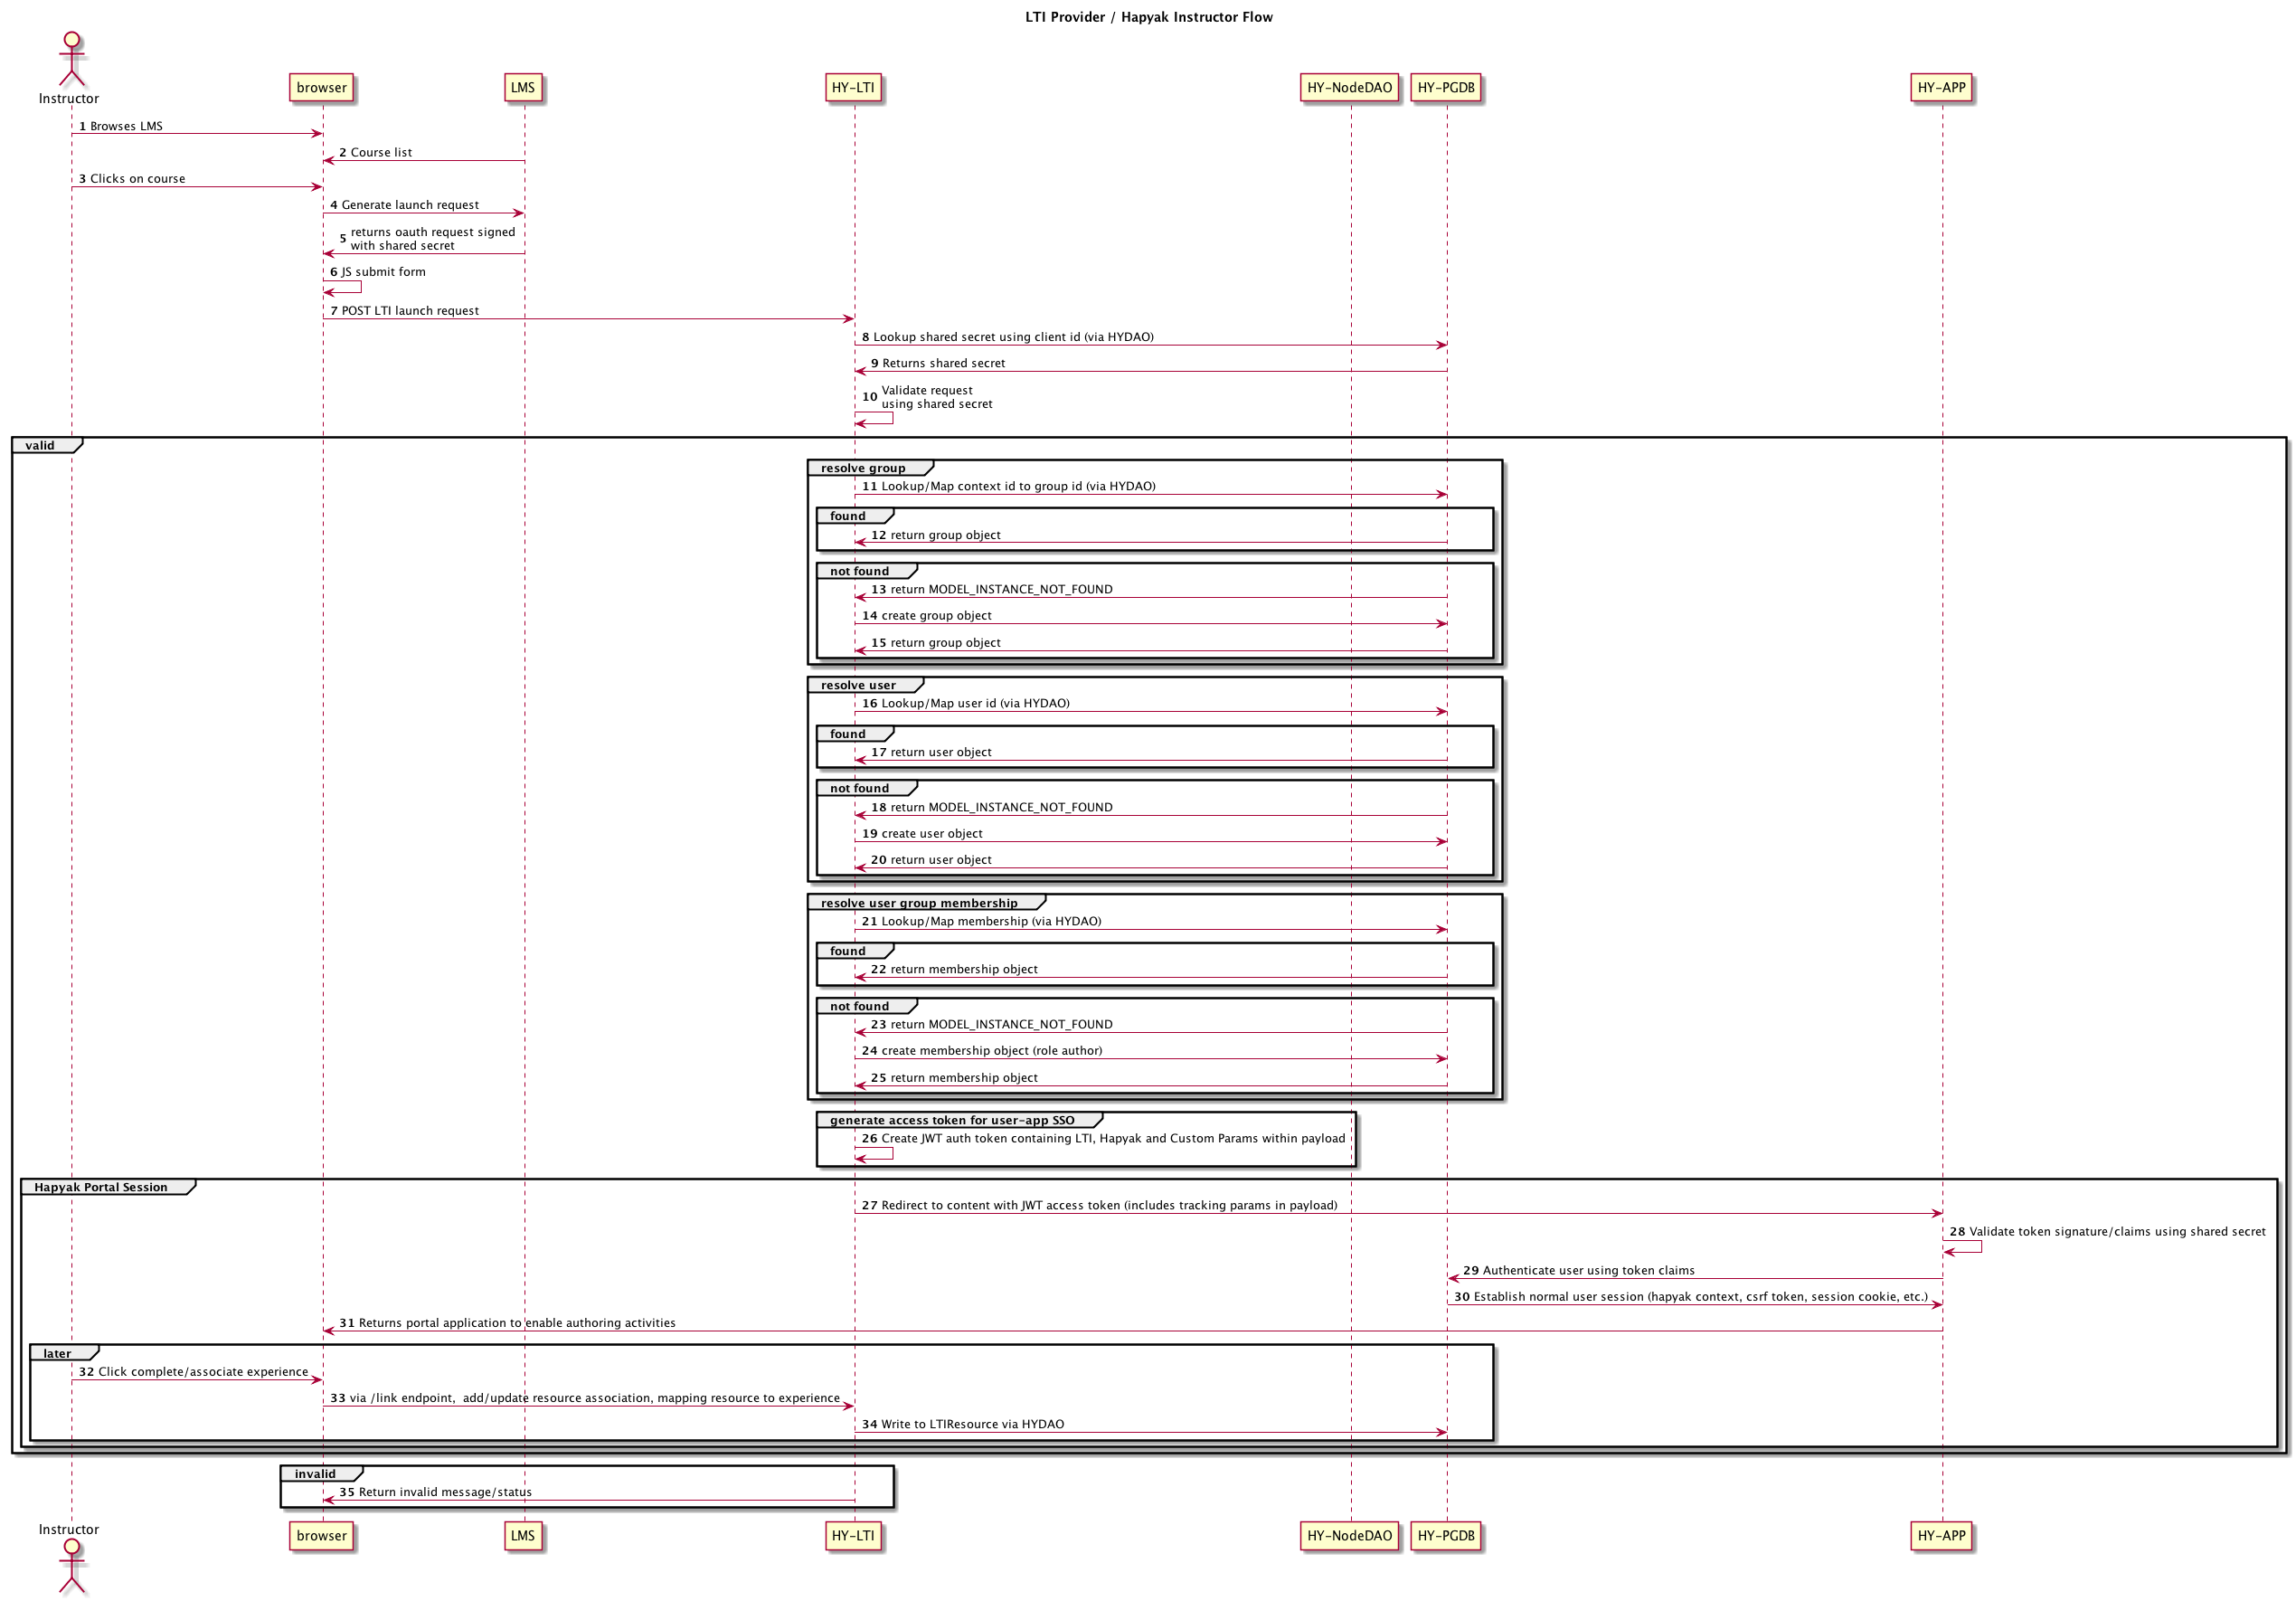 LTI Provider / Hapyak Instructor Flow
Instructor
browser
LMS
HY-LTI
HY-NodeDAO
HY-PGDB
HY-APP
1 Browses LMS
2 Course list
3 Clicks on course
4 Generate launch request
5 returns oauth request signed
with shared secret
6 JS submit form
7 POST LTI launch request
8 Lookup shared secret using client id (via HYDAO)
9 Returns shared secret
10 Validate request
using shared secret
valid
resolve group
11 Lookup/Map context id to group id (via HYDAO)
found
12 return group object
not found
13 return MODEL_INSTANCE_NOT_FOUND
14 create group object
15 return group object
resolve user
16 Lookup/Map user id (via HYDAO)
found
17 return user object
not found
18 return MODEL_INSTANCE_NOT_FOUND
19 create user object
20 return user object
resolve user group membership
21 Lookup/Map membership (via HYDAO)
found
22 return membership object
not found
23 return MODEL_INSTANCE_NOT_FOUND
24 create membership object (role author)
25 return membership object
generate access token for user-app SSO
26 Create JWT auth token containing LTI, Hapyak and Custom Params within payload
Hapyak Portal Session
27 Redirect to content with JWT access token (includes tracking params in payload)
28 Validate token signature/claims using shared secret
29 Authenticate user using token claims
30 Establish normal user session (hapyak context, csrf token, session cookie, etc.)
31 Returns portal application to enable authoring activities
later
32 Click complete/associate experience
33 via /link endpoint,  add/update resource association, mapping resource to experience
34 Write to LTIResource via HYDAO
invalid
35 Return invalid message/status
Instructor
browser
LMS
HY-LTI
HY-NodeDAO
HY-PGDB
HY-APP